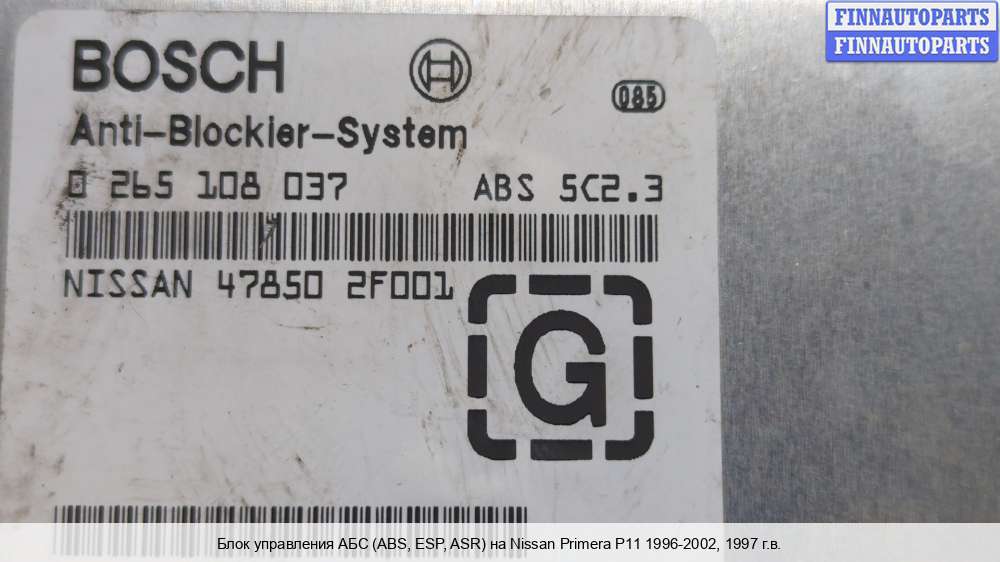 FINNAUTOPARTS
FINNAUTOPARTS
BOSCH
085
Anti-Blockier-System
0 265 108 037 ABS 5C2.3
NISSAN 47850 2F001
G
Блок управления АБС (ABS, ESP, ASR) на Nissan Primera P11 1996-2002, 1997 г.в.